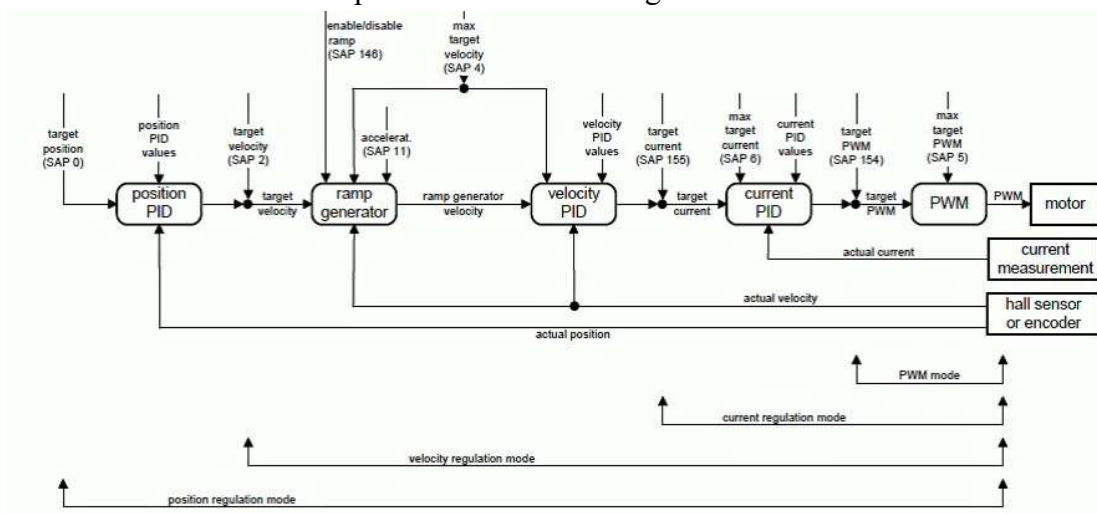 enable/disable
ramp
(SAP 146)
max
target
velocity
(SAP 4)
target
position
(SAP 0)
position
PID
values
target
velocity
(SAP 2)
accelerat.
(SAP 11)
velocity
PID
values
target
current
(SAP 155)
max
target
current
(SAP 6)
current
PID
values
target
PWM
(SAP 154)
max
target
PWM
(SAP 5)
position
PID
target
velocity
ramp
generator
ramp generator
velocity
velocity
PID
target
current
current
PID
target
PWM
PWM
PWM
motor
actual current
current
measurement
actual velocity
hall sensor
or encoder
actual position
PWM mode
current regulation mode
velocity regulation mode
position regulation mode